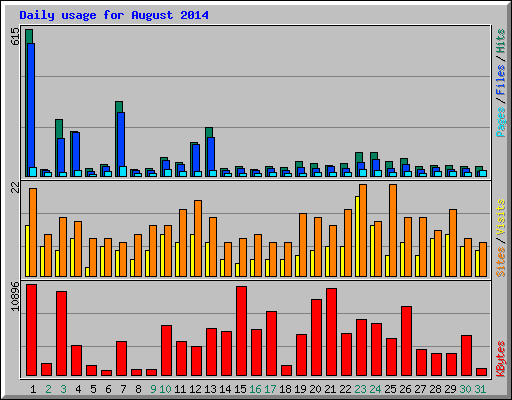 Daily usage for August 2014
615
Pages / Files / Hits
22
Sites / Visits
10896
KBytes
1 2 3 4 5 6 7 8 9 10 11 12 13 14 15 16 17 18 19 20 21 22 23 24 25 26 27 28 29 30 31